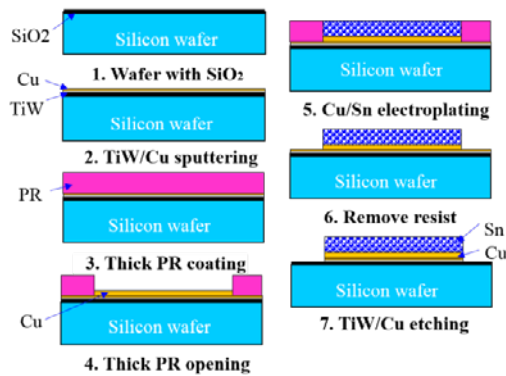 SiO2
Silicon wafer
1. Wafer with SiO₂
Cu
TiW
Silicon wafer
2. TiW/Cu sputtering
PR
Silicon wafer
3. Thick PR coating
Cu
Silicon wafer
4. Thick PR opening
Silicon wafer
5. Cu/Sn electroplating
Silicon wafer
6. Remove resist
Sn
Cu
Silicon wafer
7. TiW/Cu etching